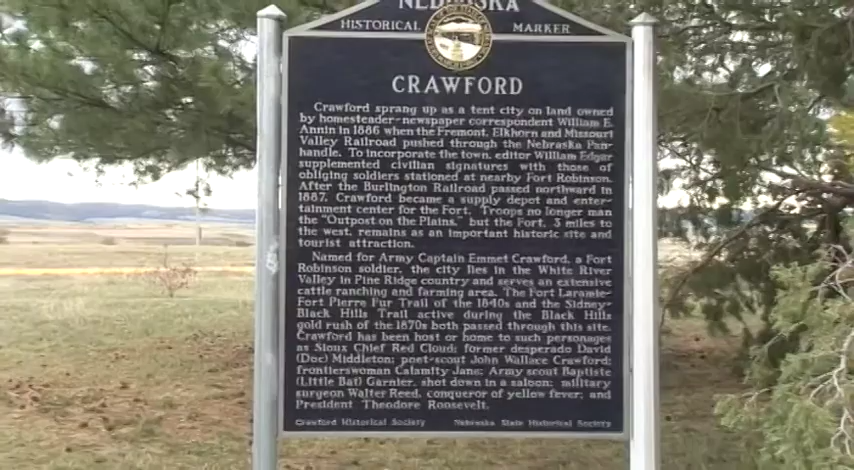 NEBRASKA
HISTORICAL MARKER
CRAWFORD
Crawford sprang up as a tent city on land owned
by homesteader-newspaper correspondent William E.
Annin in 1886 when the Fremont, Elkhorn and Missouri
Valley Railroad pushed through the Nebraska Pan-
handle. To incorporate the town, editor William Edgar
supplemented civilian signatures with those of
obliging soldiers stationed at nearby Fort Robinson.
After the Burlington Railroad passed northward in
1887, Crawford became a supply depot and enter-
tainment center for the Fort. Troops no longer man
the "Outpost on the Plains," but the Fort, 3 miles to
the west, remains as an important historic site and
tourist attraction.
Named for Army Captain Emmet Crawford, a Fort
Robinson soldier, the city lies in the White River
Valley in Pine Ridge country and serves an extensive
cattle ranching and farming area. The Fort Laramie-
Fort Pierre Fur Trail of the 1840s and the Sidney-
Black Hills Trail active during the Black Hills
gold rush of the 1870s both passed through this site.
Crawford has been host or home to such personages
as Sioux Chief Red Cloud; former desperado David
(Doc) Middleton; poet-scout John Wallace Crawford;
frontierswoman Calamity Jane; Army scout Baptiste
(Little Bat) Garnier, shot down in a saloon; military
surgeon Walter Reed, conqueror of yellow fever; and
President Theodore Roosevelt.
Crawford Historical Society Nebraska State Historical Society